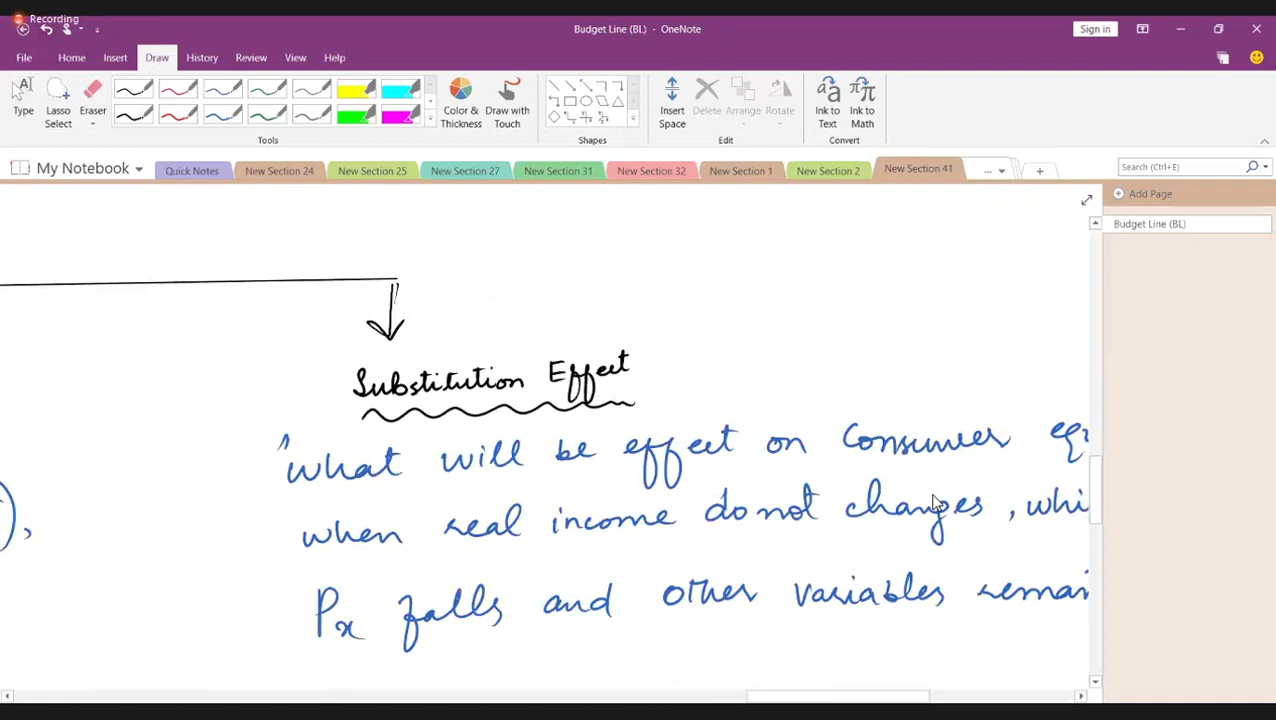 Recording
Budget Line (BL) - OneNote
Sign in
File Home Insert Draw History Review View Help
Type
Lasso Select
Eraser
Color & Thickness
Draw with Touch
Insert Space
Delete Arrange Rotate
Ink to Text
Ink to Math
Tools Shapes Edit Convert
My Notebook Quick Notes New Section 24 New Section 25 New Section 27 New Section 31 New Section 32 New Section 1 New Section 2 New Section 41 ... Search (Ctrl+E)
Add Page
Budget Line (BL)
Substitution Effect
"what will be effect on Consumer
when real income do not changes,
Px falls and other variables